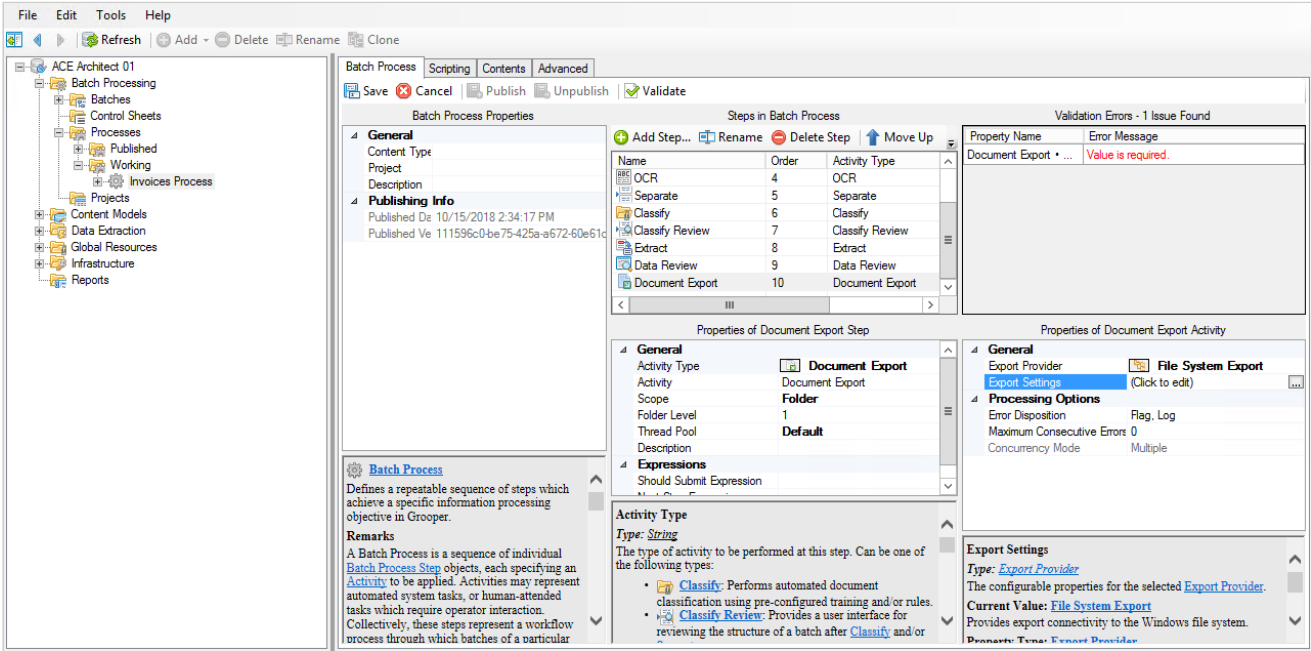 File Edit Tools Help
Refresh Add Delete Rename Clone
ACE Architect 01
Batch Processing
Batches
Control Sheets
Processes
Published
Working
Invoices Process
Projects
Content Models
Data Extraction
Global Resources
Infrastructure
Reports
Batch Process Scripting Contents Advanced
Save Cancel Publish Unpublish Validate
Batch Process Properties
General
Content Type
Project
Description
Publishing Info
Published Da 10/15/2018 2:34:17 PM
Published Ve 111596c0-be75-425a-a672-60e61c
Batch Process
Defines a repeatable sequence of steps which
achieve a specific information processing
objective in Grooper.
Remarks
A Batch Process is a sequence of individual
Batch Process Step objects, each specifying an
Activity to be applied. Activities may represent
automated system tasks, or human-attended
tasks which require operator interaction.
Collectively, these steps represent a workflow
process through which batches of a particular
Steps in Batch Process
Add Step... Rename Delete Step Move Up
Name Order Activity Type
OCR 4 OCR
Separate 5 Separate
Classify 6 Classify
Classify Review 7 Classify Review
Extract 8 Extract
Data Review 9 Data Review
Document Export 10 Document Export
Properties of Document Export Step
General
Activity Type Document Export
Activity Document Export
Scope Folder
Folder Level 1
Thread Pool Default
Description
Expressions
Should Submit Expression
Activity Type
Type: String
The type of activity to be performed at this step. Can be one of
the following types:
• Classify: Performs automated document
classification using pre-configured training and/or rules.
• Classify Review: Provides a user interface for
reviewing the structure of a batch after Classify and/or
Validation Errors - 1 Issue Found
Property Name Error Message
Document Export • ... Value is required.
Properties of Document Export Activity
General
Export Provider File System Export
Export Settings (Click to edit) ...
Processing Options
Error Disposition Flag, Log
Maximum Consecutive Errors 0
Concurrency Mode Multiple
Export Settings
Type: Export Provider
The configurable properties for the selected Export Provider.
Current Value: File System Export
Provides export connectivity to the Windows file system.
Property Type: Export Provider